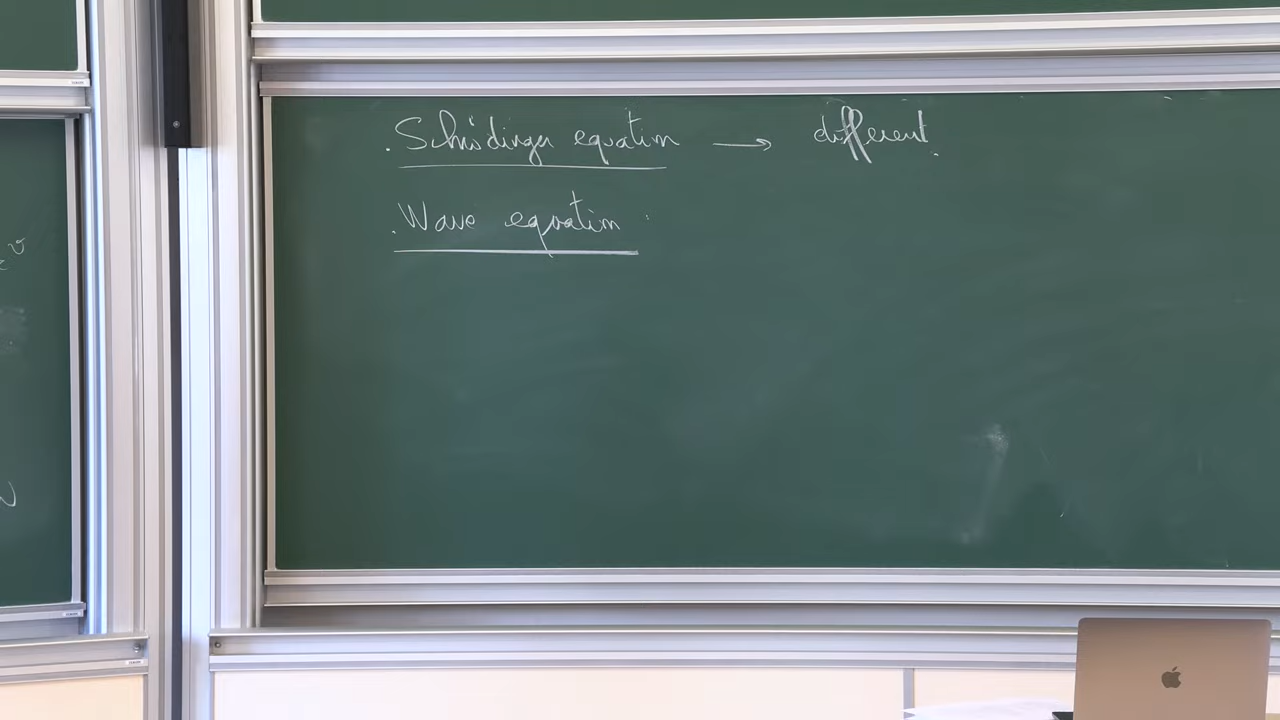 . Schrödinger equation → different.
. Wave equation :